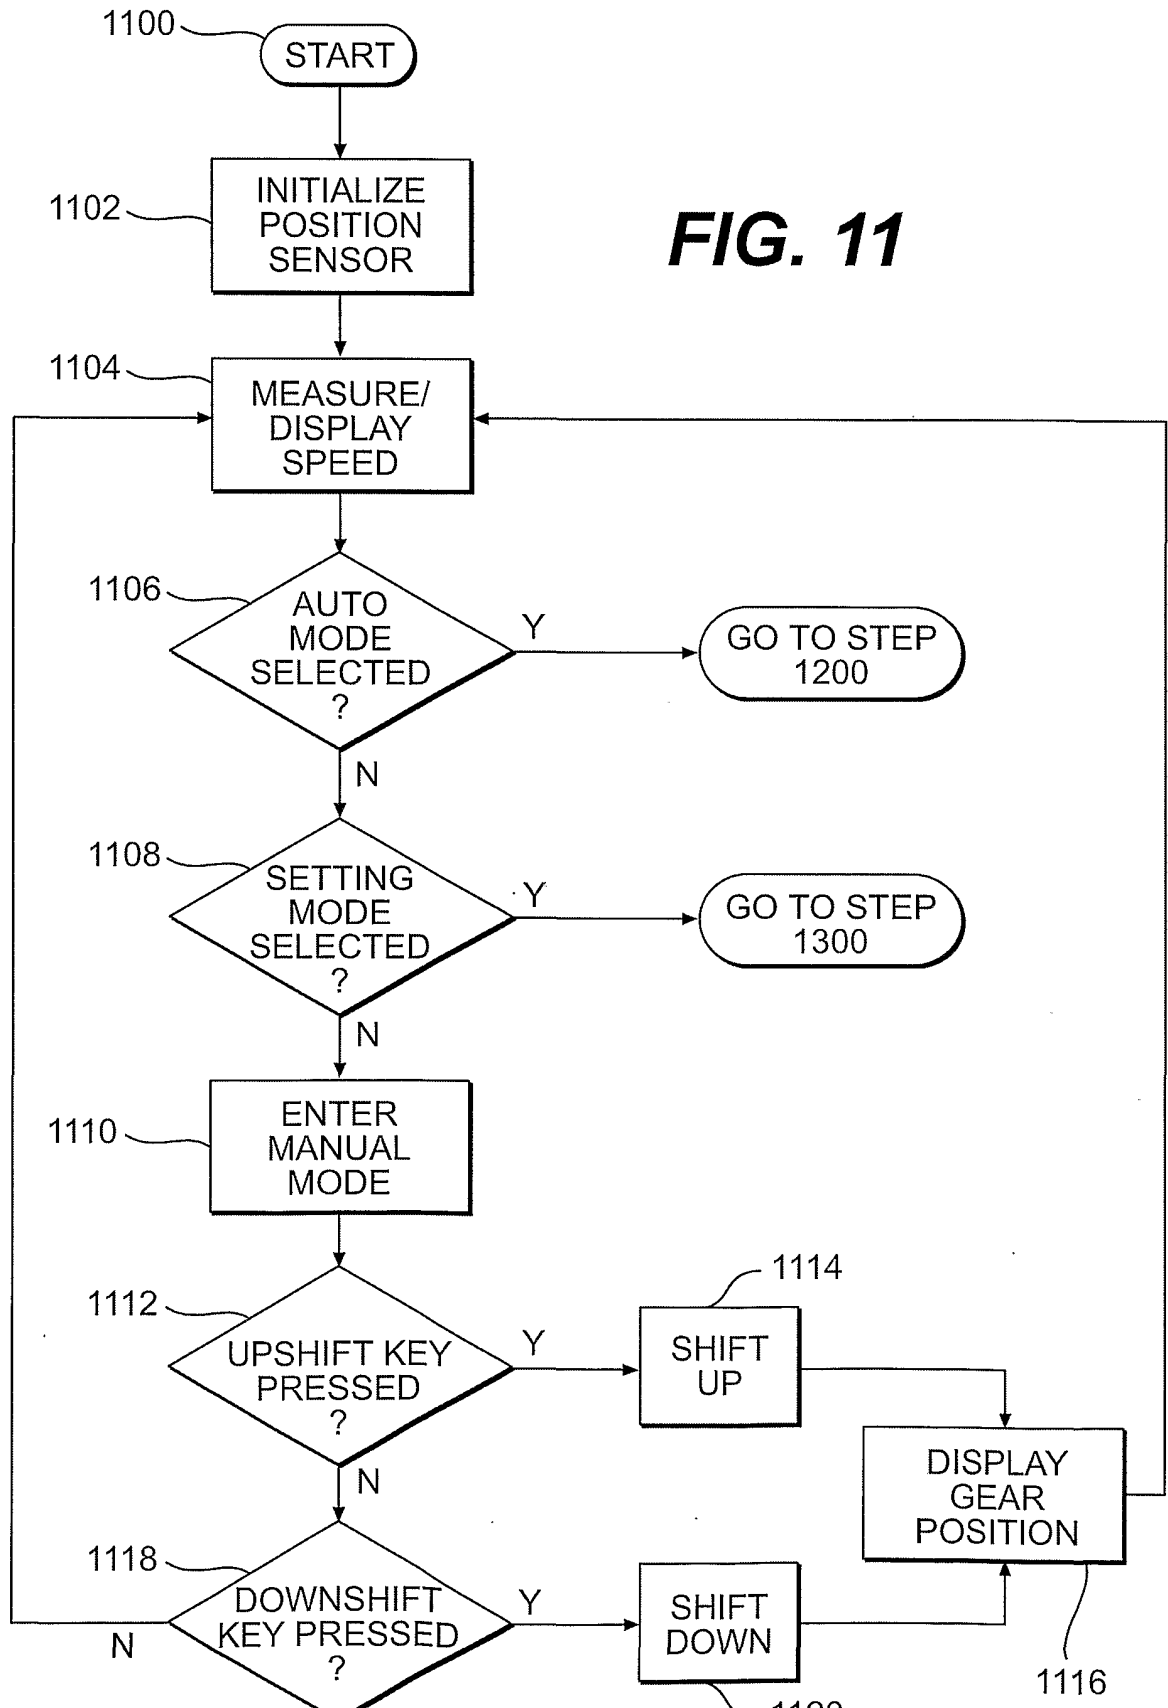 1100
START
1102
INITIALIZE
POSITION
SENSOR
FIG. 11
1104
MEASURE/
DISPLAY
SPEED
1106
AUTO
MODE
SELECTED
?
Y
GO TO STEP
1200
N
1108
SETTING
MODE
SELECTED
?
Y
GO TO STEP
1300
N
1110
ENTER
MANUAL
MODE
1112
UPSHIFT KEY
PRESSED
?
Y
1114
SHIFT
UP
N
DISPLAY
GEAR
POSITION
1116
1118
DOWNSHIFT
KEY PRESSED
?
Y
N
SHIFT
DOWN